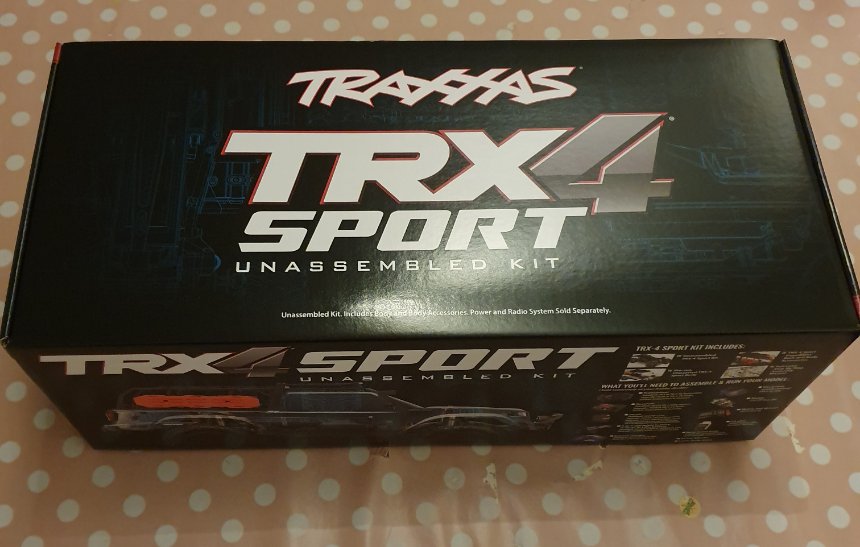 TRAXXAS
TRX4
SPORT
UNASSEMBLED KIT
Unassembled Kit. Includes Body and Body Accessories. Power and Radio System Sold Separately.
TRX4 SPORT
UNASSEMBLED KIT
TRX-4 SPORT KIT INCLUDES:
WHAT YOU'LL NEED TO ASSEMBLE & RUN YOUR MODEL: